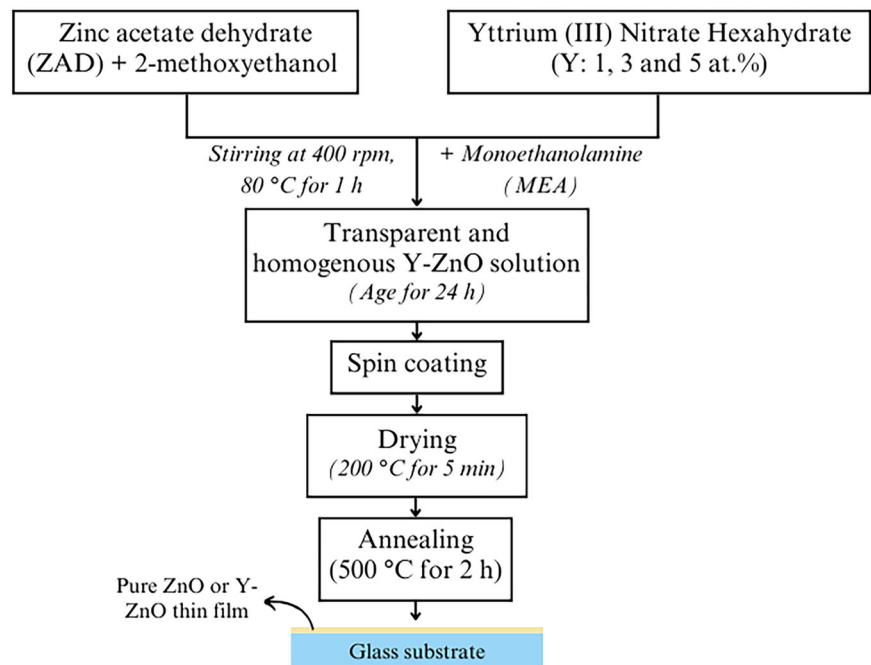 Zinc acetate dehydrate
(ZAD) + 2-methoxyethanol
Yttrium (III) Nitrate Hexahydrate
(Y: 1, 3 and 5 at.%)
Stirring at 400 rpm,
80 °C for 1 h
+ Monoethanolamine
(MEA)
Transparent and
homogenous Y-ZnO solution
(Age for 24 h)
Spin coating
Drying
(200 °C for 5 min)
Annealing
(500 °C for 2 h)
Pure ZnO or Y-
ZnO thin film
Glass substrate